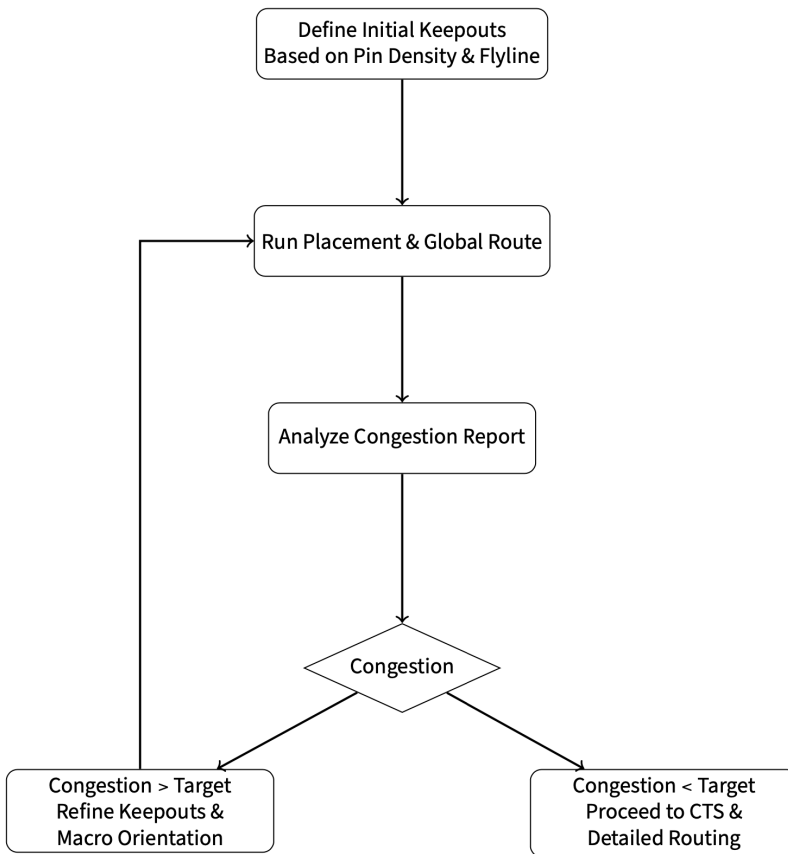 Define Initial Keepouts
Based on Pin Density & Flyline
Run Placement & Global Route
Analyze Congestion Report
Congestion
Congestion > Target
Refine Keepouts &
Macro Orientation
Congestion < Target
Proceed to CTS &
Detailed Routing